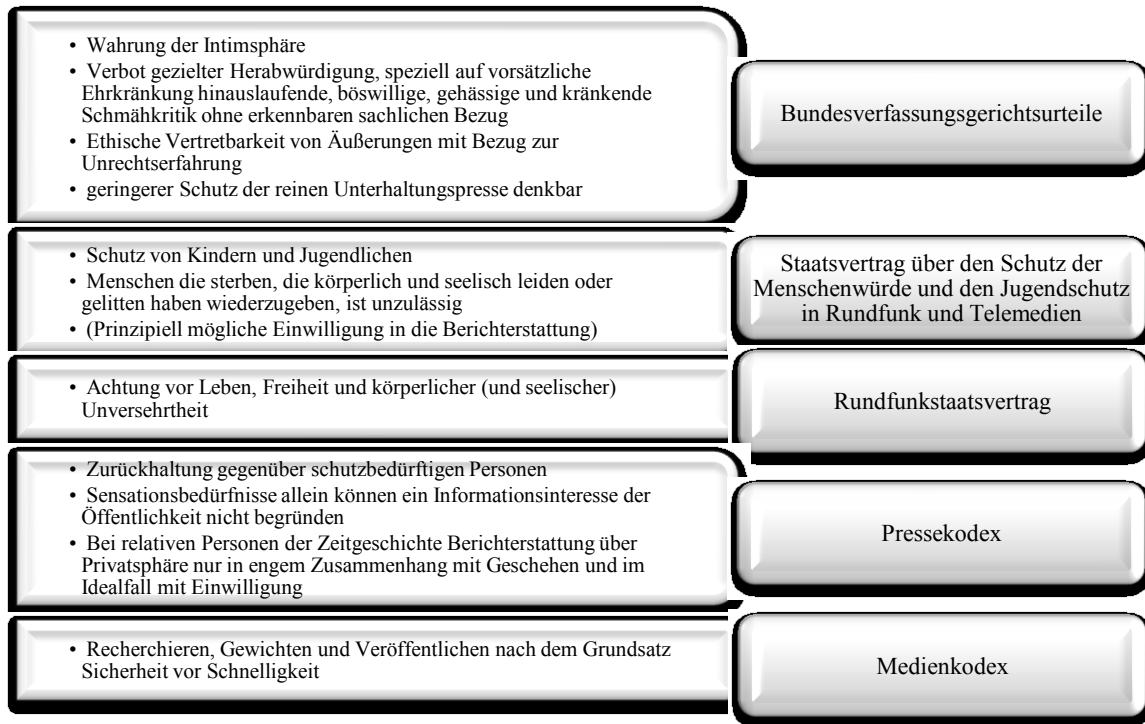 • Wahrung der Intimsphäre
• Verbot gezielter Herabwürdigung, speziell auf vorsätzliche
Ehrkränkung hinauslaufende, böswillige, gehässige und kränkende
Schmähkritik ohne erkennbaren sachlichen Bezug
• Ethische Vertretbarkeit von Äußerungen mit Bezug zur
Unrechtserfahrung
• geringerer Schutz der reinen Unterhaltungspresse denkbar
Bundesverfassungsgerichtsurteile
• Schutz von Kindern und Jugendlichen
• Menschen die sterben, die körperlich und seelisch leiden oder
gelitten haben wiederzugeben, ist unzulässig
• (Prinzipiell mögliche Einwilligung in die Berichterstattung)
Staatsvertrag über den Schutz der
Menschenwürde und den Jugendschutz
in Rundfunk und Telemedien
• Achtung vor Leben, Freiheit und körperlicher (und seelischer)
Unversehrtheit
Rundfunkstaatsvertrag
• Zurückhaltung gegenüber schutzbedürftigen Personen
• Sensationsbedürfnisse allein können ein Informationsinteresse der
Öffentlichkeit nicht begründen
• Bei relativen Personen der Zeitgeschichte Berichterstattung über
Privatsphäre nur in engem Zusammenhang mit Geschehen und im
Idealfall mit Einwilligung
Pressekodex
• Recherchieren, Gewichten und Veröffentlichen nach dem Grundsatz
Sicherheit vor Schnelligkeit
Medienkodex